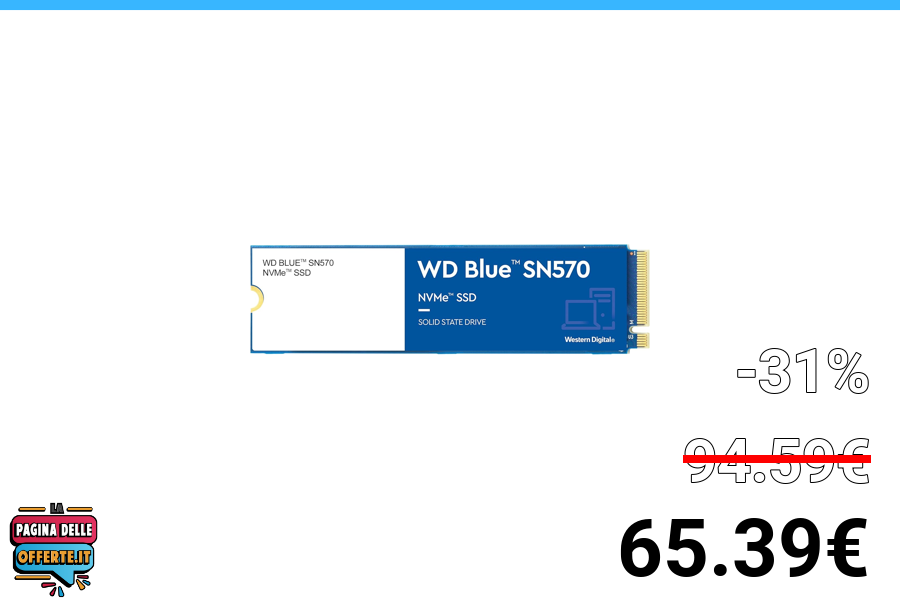 WD BLUE™ SN570
NVMe™ SSD
WD Blue™ SN570
NVMe™ SSD
SOLID STATE DRIVE
Western Digital®
-31%
94.59€
65.39€
LA
PAGINA DELLE
OFFERTE.IT